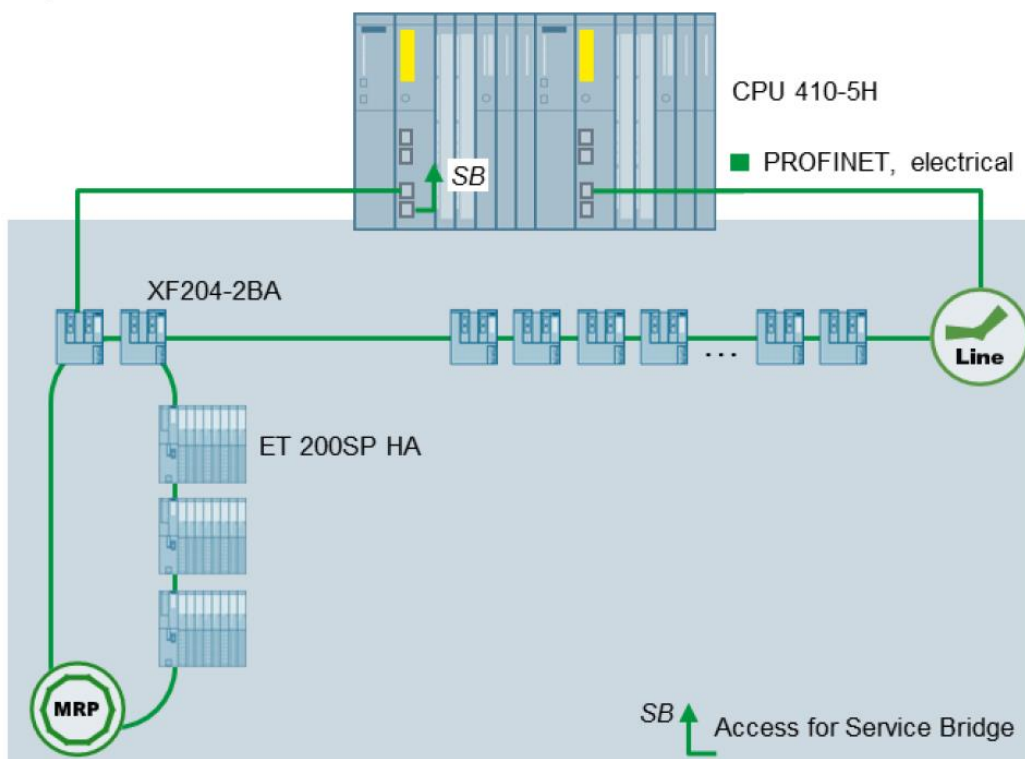 CPU 410-5H
SB
PROFINET, electrical
XF204-2BA
...
Line
ET 200SP HA
MRP
SB
Access for Service Bridge